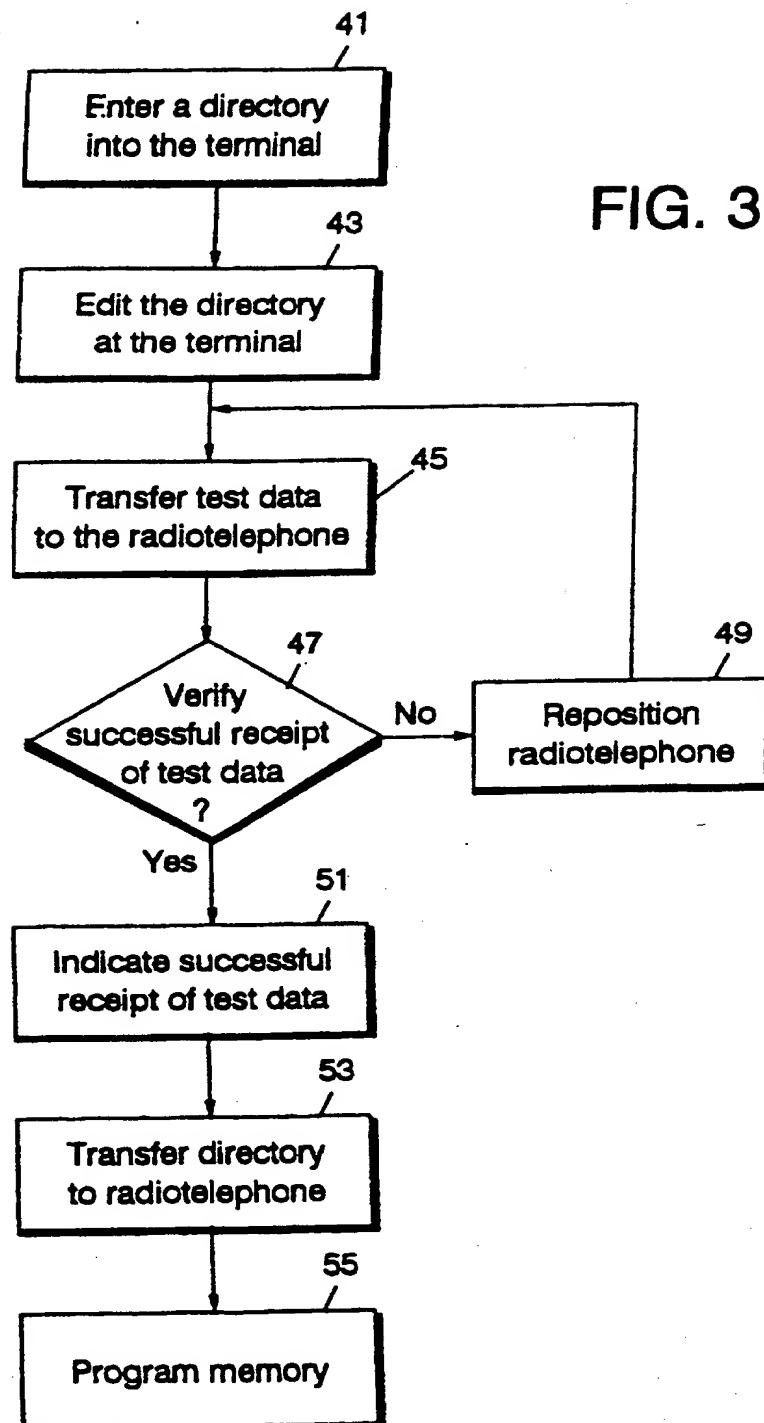 41
Enter a directory
into the terminal
FIG. 3
43
Edit the directory
at the terminal
45
Transfer test data
to the radiotelephone
47
Verify
successful receipt
of test data
?
No
49
Reposition
radiotelephone
Yes
51
Indicate successful
receipt of test data
53
Transfer directory
to radiotelephone
55
Program memory